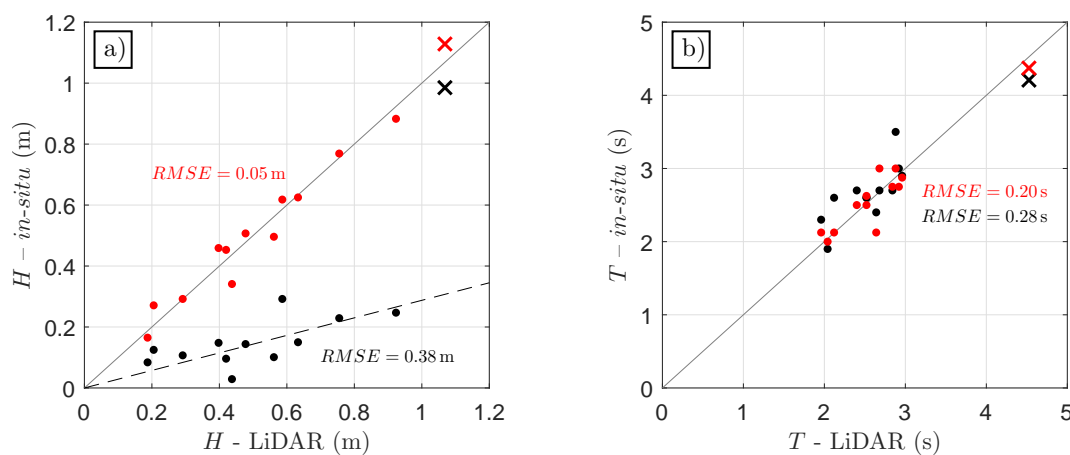 a)
H – in-situ (m)
1.2
1
0.8
0.6
0.4
0.2
0
RMSE = 0.05 m
RMSE = 0.38 m
0 0.2 0.4 0.6 0.8 1 1.2
H - LiDAR (m)
b)
T – in-situ (s)
5
4
3
2
1
0
RMSE = 0.20 s
RMSE = 0.28 s
0 1 2 3 4 5
T - LiDAR (s)